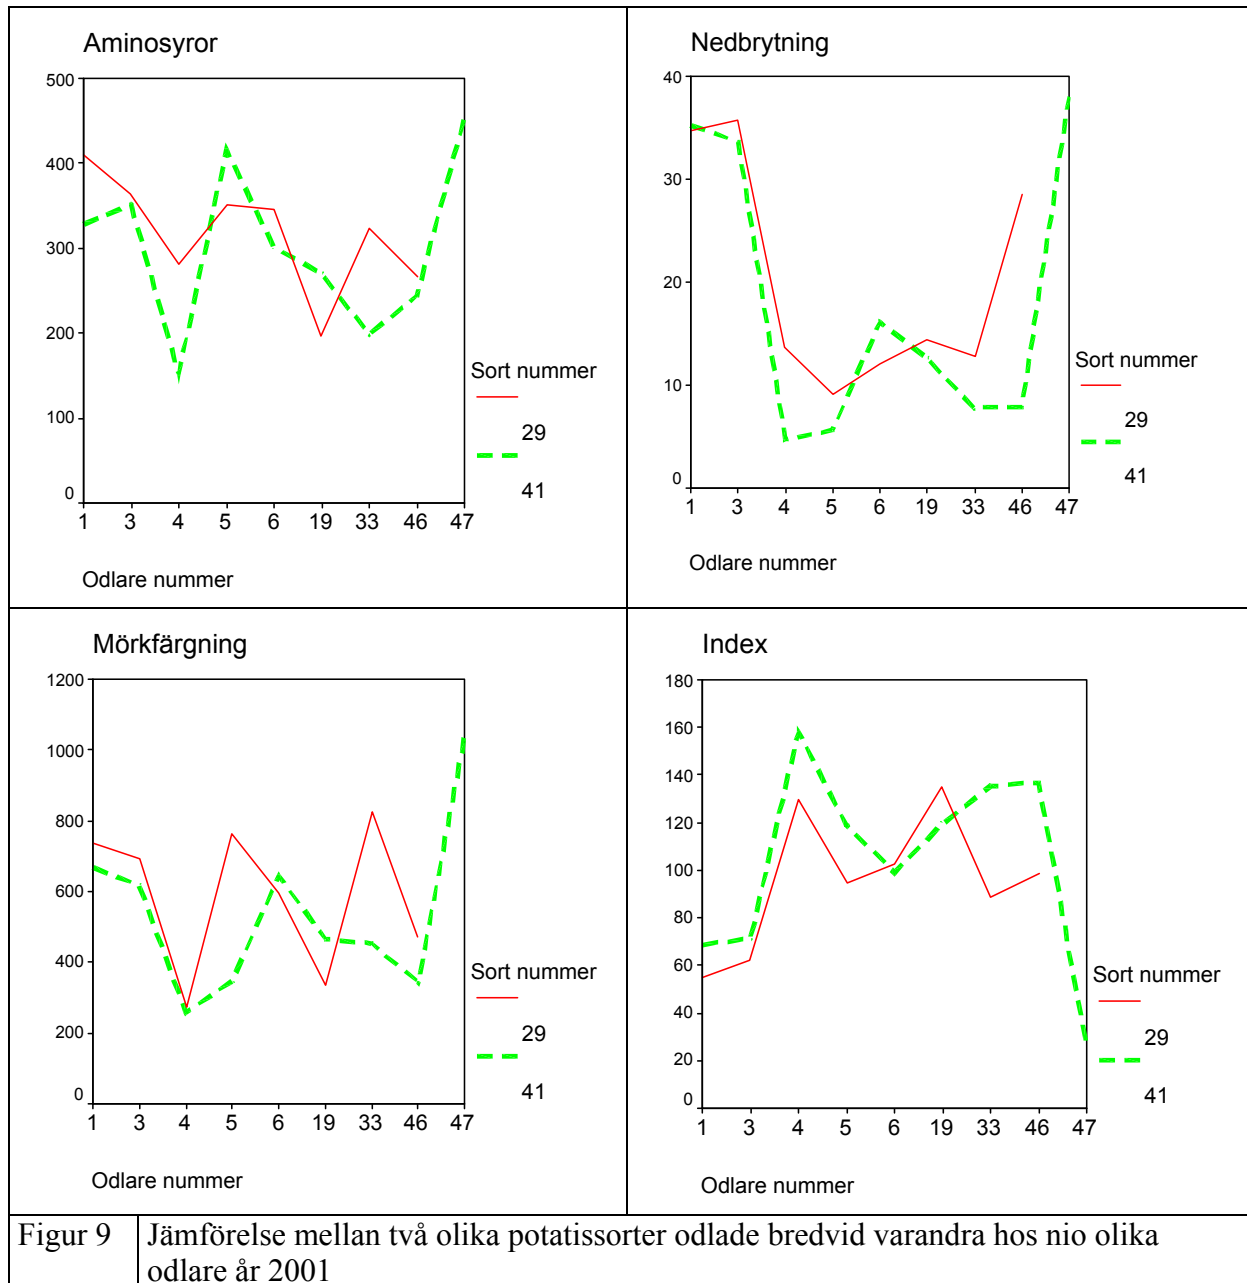 Aminosyror
500
400
300
200
100
0
1 3 4 5 6 19 33 46 47
Odlare nummer
Sort nummer
29
41
Nedbrytning
40
30
20
10
0
1 3 4 5 6 19 33 46 47
Odlare nummer
Sort nummer
29
41
Mörkfärgning
1200
1000
800
600
400
200
0
1 3 4 5 6 19 33 46 47
Odlare nummer
Sort nummer
29
41
Index
180
160
140
120
100
80
60
40
20
0
1 3 4 5 6 19 33 46 47
Odlare nummer
Sort nummer
29
41
Figur 9
Jämförelse mellan två olika potatissorter odlade bredvid varandra hos nio olika
odlare år 2001